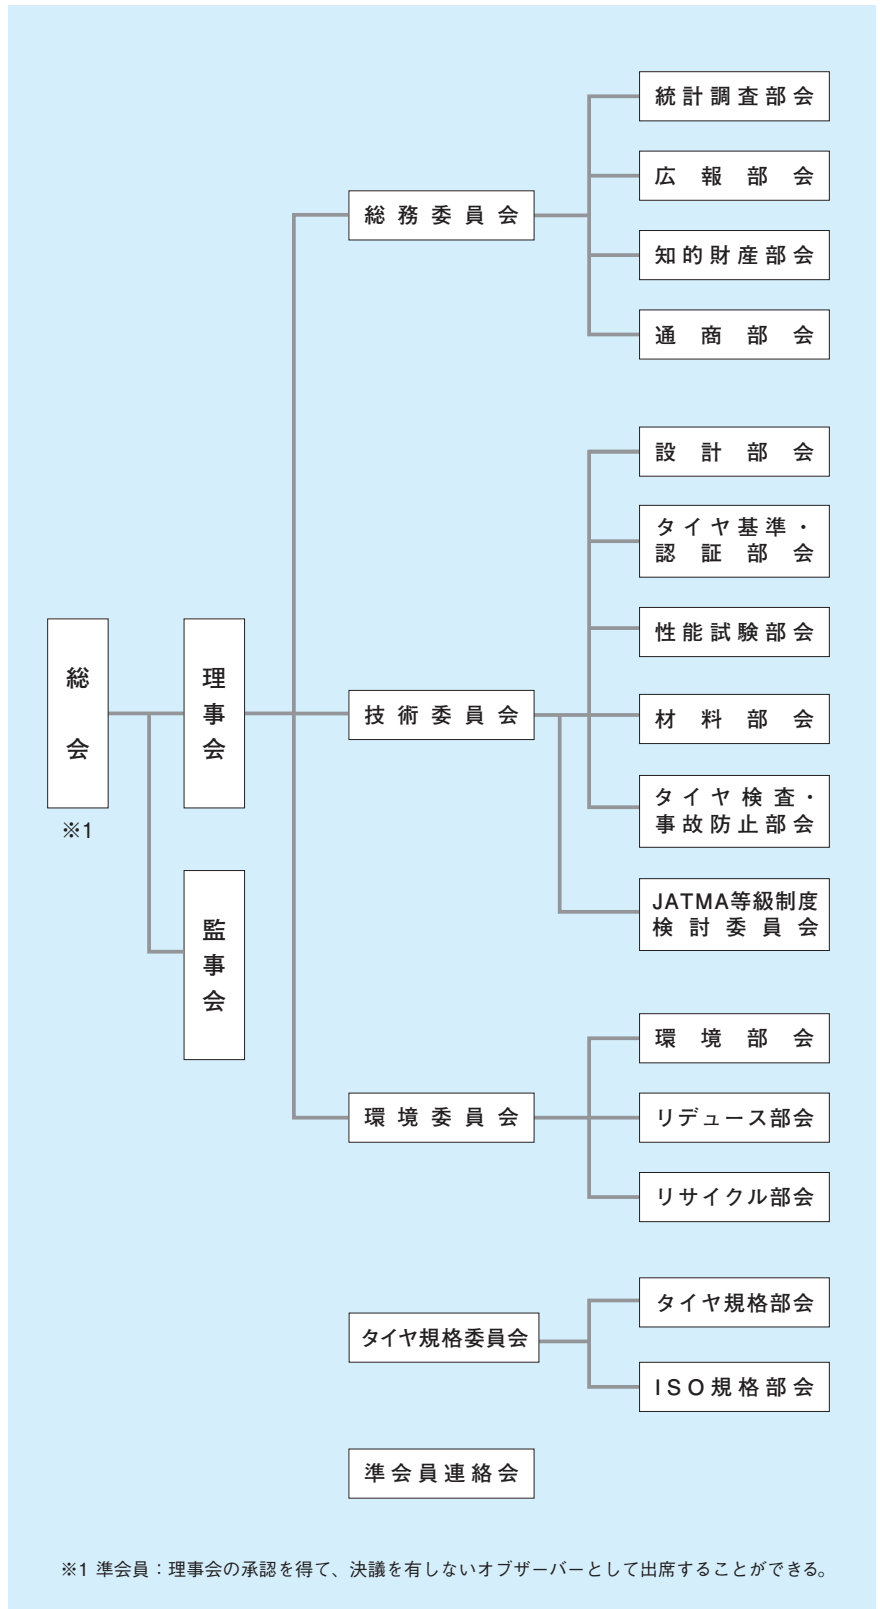 統計調査部会
広報部会
総務委員会
知的財産部会
通商部会
設計部会
タイヤ基準・
認証部会
性能試験部会
総会
※1
理事会
技術委員会
材料部会
タイヤ検査・
事故防止部会
監事会
JATMA等級制度
検討委員会
環境部会
環境委員会
リデュース部会
リサイクル部会
タイヤ規格部会
タイヤ規格委員会
ISO規格部会
準会員連絡会
※1 準会員：理事会の承認を得て、決議を有しないオブザーバーとして出席することができる。